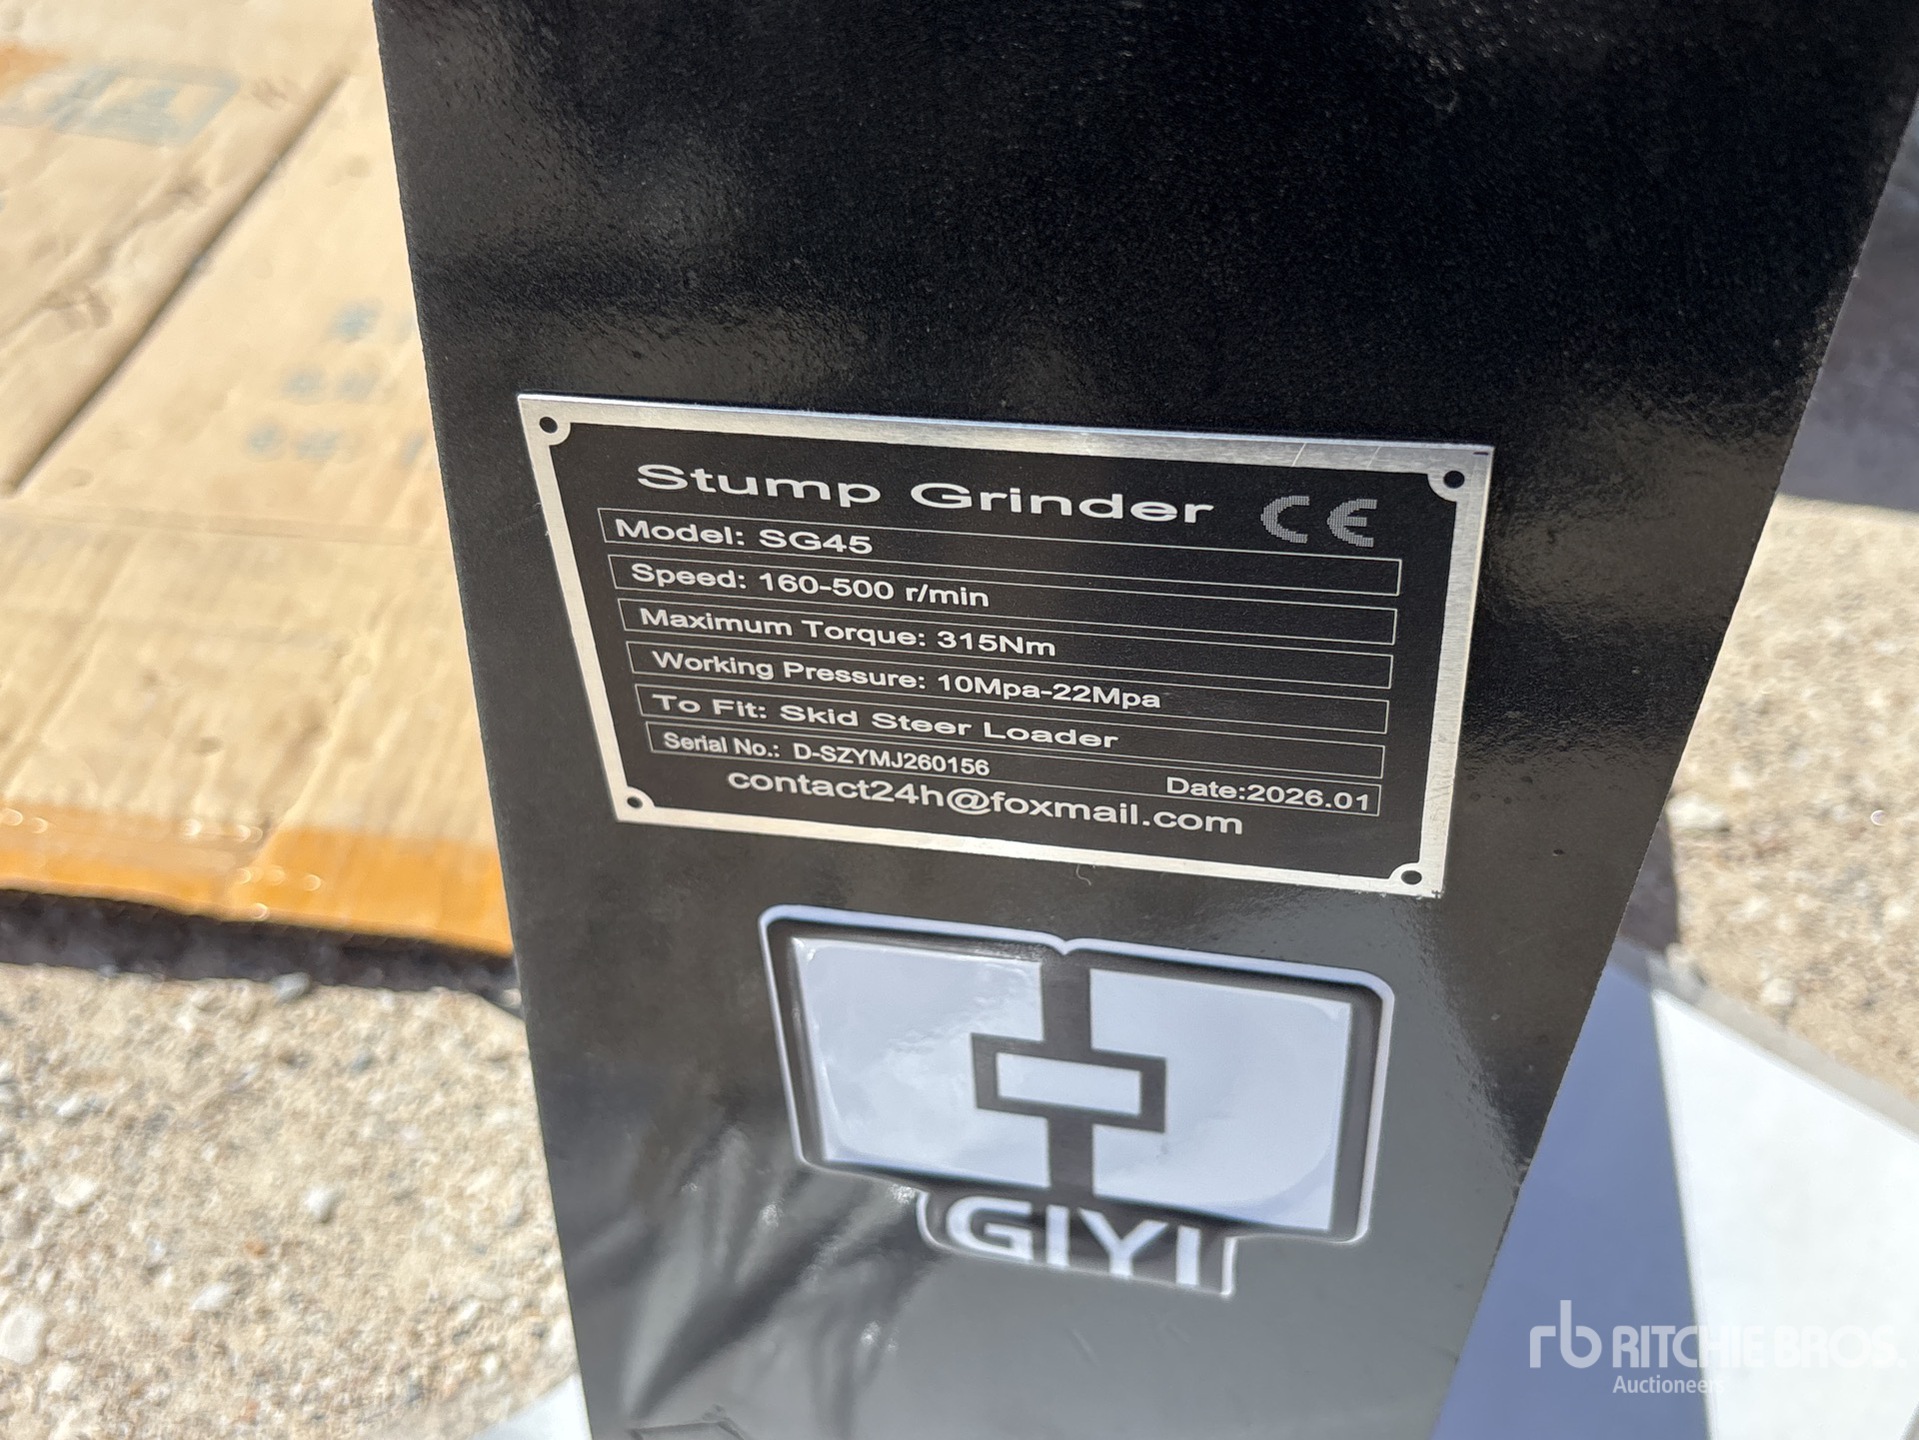 Stump Grinder CE
Model: SG45
Speed: 160-500 r/min
Maximum Torque: 315Nm
Working Pressure: 10Mpa-22Mpa
To Fit: Skid Steer Loader
Serial No.: D-SZYMJ260156 Date:2026.01
contact24h@foxmail.com
GIYI
rb RITCHIE BROS.
Auctioneers